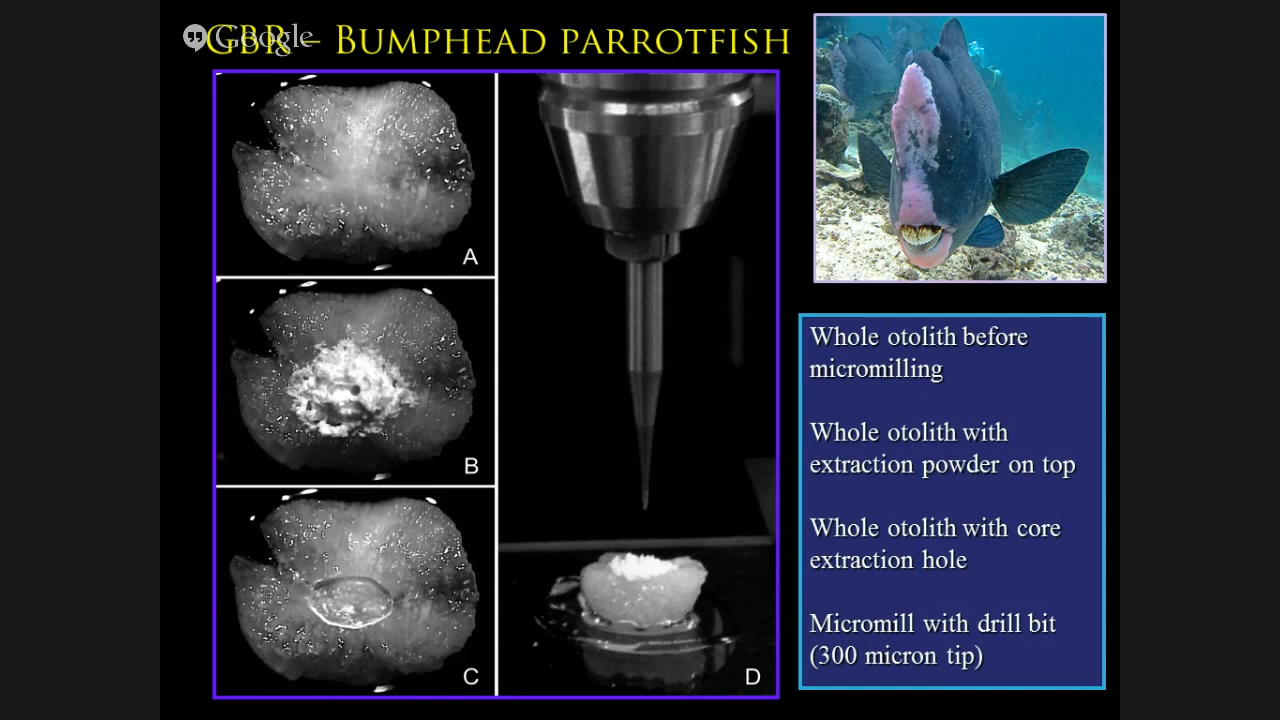 Google
GBR – BUMPHEAD PARROTFISH
A
B
C
D
Whole otolith before
micromilling
Whole otolith with
extraction powder on top
Whole otolith with core
extraction hole
Micromill with drill bit
(300 micron tip)